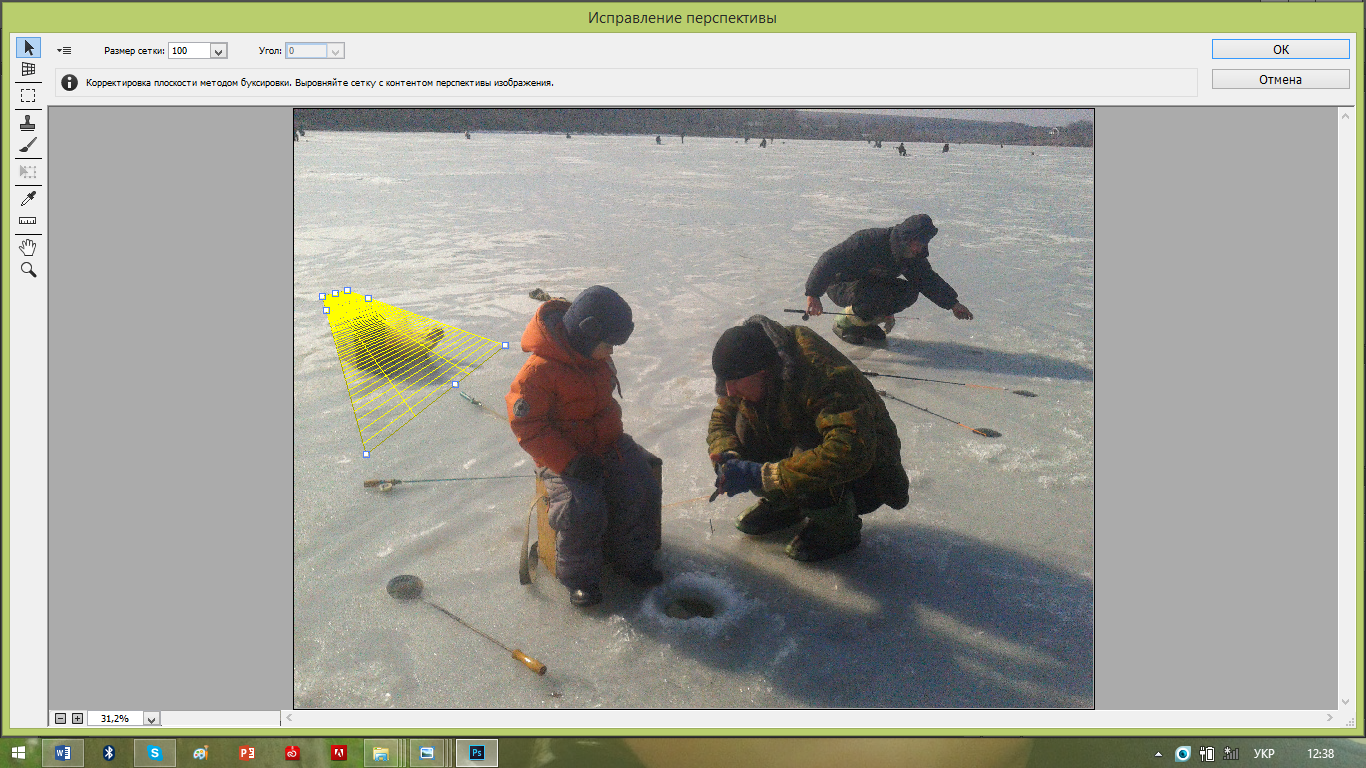 Исправление перспективы
Размер сетки: 100 Угол: 0
OK
Корректировка плоскости методом буксировки. Выровняйте сетку с контентом перспективы изображения.
Отмена
31,2%
W S P A Ps УКР 12:38